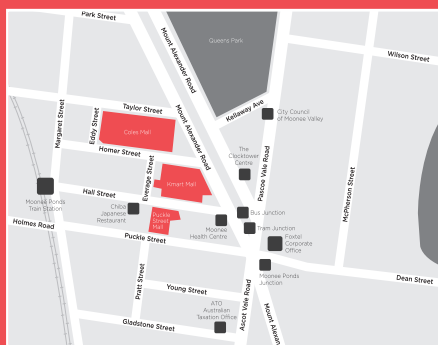 Park Street
Mount Alexander Road
Queens Park
Wilson Street
Kellaway Ave
City Council
of Moonee Valley
Taylor Street
Mount Alexander Road
Margaret Street
Eddy Street
Coles Mall
Homer Street
The
Clocktower
Centre
Pascoe Vale Road
McPherson Street
Everage Street
Kmart Mall
Hall Street
Moonee Ponds
Train Station
Chiba
Japanese
Restaurant
Puckle
Street
Mall
Bus Junction
Tram Junction
Moonee
Health Centre
Foxtel
Corporate
Office
Holmes Road
Puckle Street
Moonee Ponds
Junction
Dean Street
Pratt Street
Young Street
ATO
Australian
Taxation Office
Ascot Vale Road
Mount Alexan
Gladstone Street